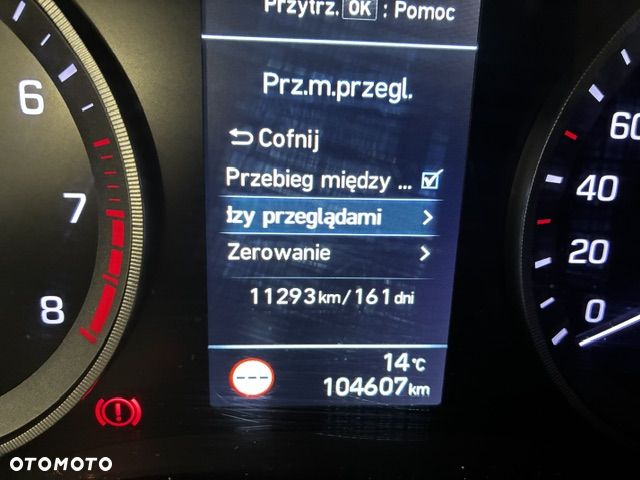 Przytrz. OK : Pomoc
Prz.m.przegl.
Cofnij
Przebieg między ...
zy przeglądami
Zerowanie
11293 km/161 dni
14°C
104607 km
6
7
8
60
40
20
0
OTOMOTO